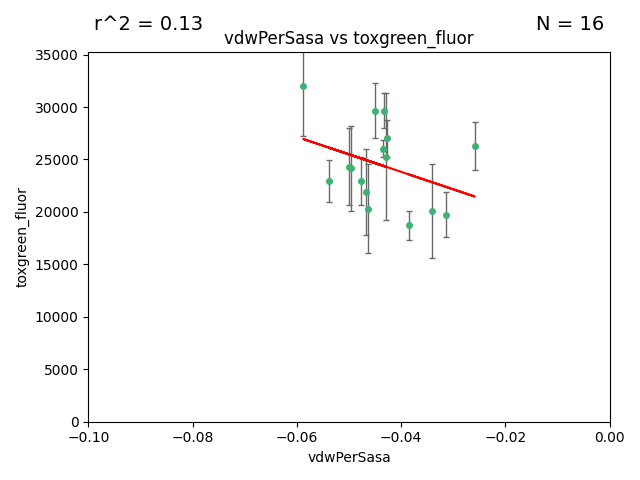 r^2 = 0.13
N = 16
vdwPerSasa vs toxgreen_fluor
35000
30000
25000
20000
15000
10000
5000
0
toxgreen_fluor
−0.10
−0.08
−0.06
−0.04
−0.02
0.00
vdwPerSasa